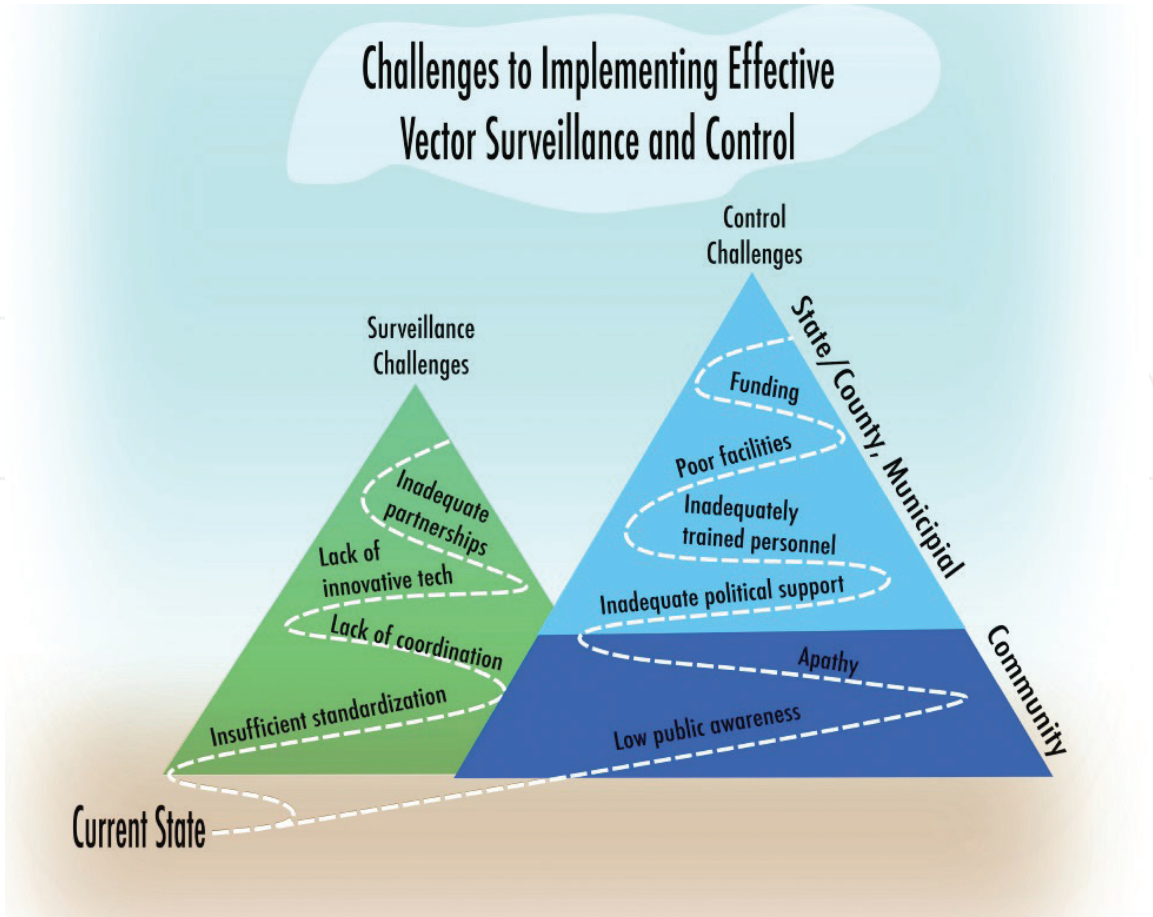 Challenges to Implementing Effective
Vector Surveillance and Control
Surveillance
Challenges
Inadequate
partnerships
Lack of
innovative tech
Lack of coordination
Insufficient standardization
Control
Challenges
Funding
Poor facilities
Inadequately
trained personnel
Inadequate political support
Apathy
Low public awareness
State/County, Municipial
Community
Current State